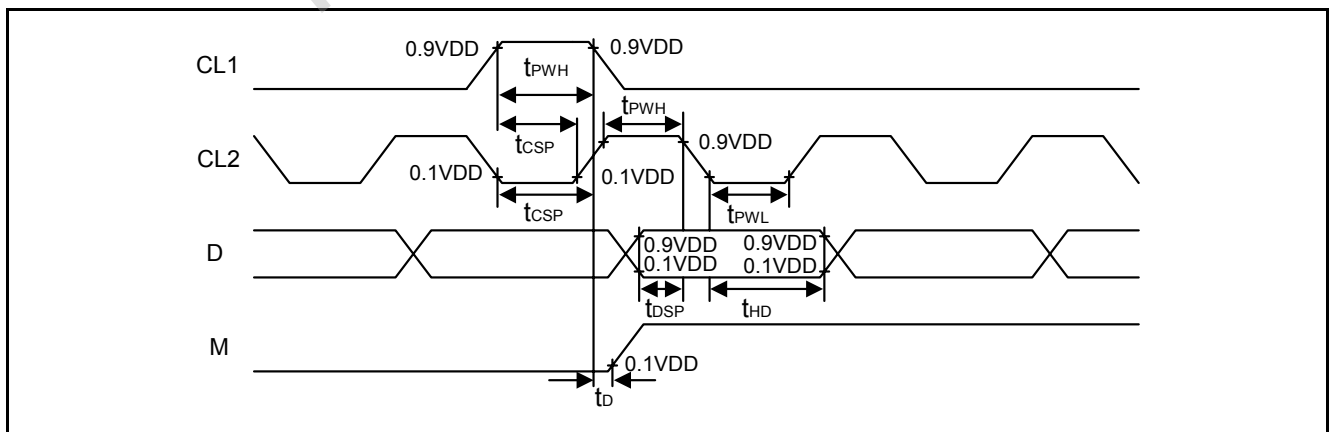 CL1
0.9VDD
0.9VDD
tPWH
tPWH
tCSP
CL2
0.9VDD
0.1VDD
0.1VDD
tCSP
tPWL
D
0.9VDD
0.9VDD
0.1VDD
0.1VDD
tDSP
tHD
M
0.1VDD
tD